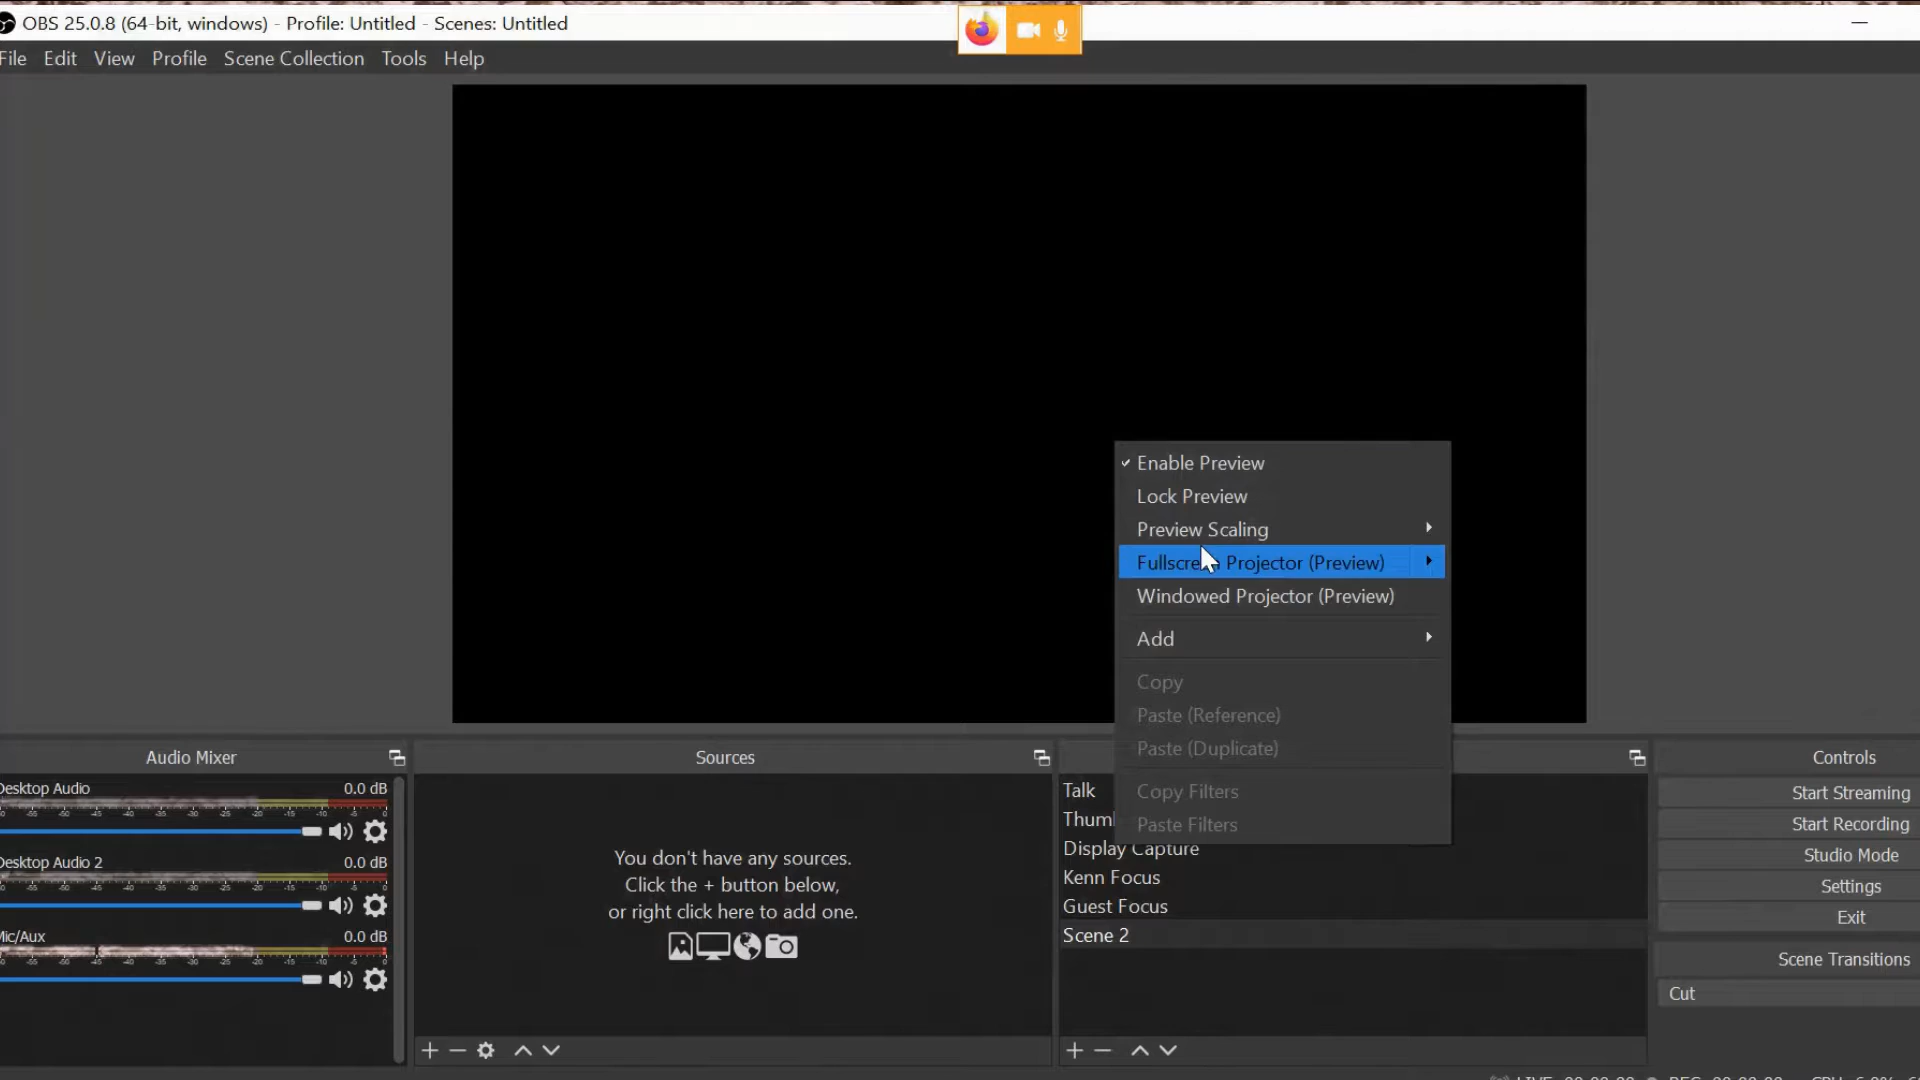 OBS 25.0.8 (64-bit, windows) - Profile: Untitled - Scenes: Untitled
File Edit View Profile Scene Collection Tools Help
Enable Preview
Lock Preview
Preview Scaling
Projector (Preview)
Windowed Projector (Preview)
Add
Copy
Paste (Reference)
Paste (Duplicate)
Copy Filters
Paste Filters
Audio Mixer
Desktop Audio 0.0 dB
Desktop Audio 2 0.0 dB
Mic/Aux 0.0 dB
Sources
You don't have any sources.
Click the + button below,
or right click here to add one.
Talk
Display Capture
Kenn Focus
Guest Focus
Scene 2
Controls
Start Streaming
Start Recording
Studio Mode
Settings
Exit
Scene Transitions
Cut